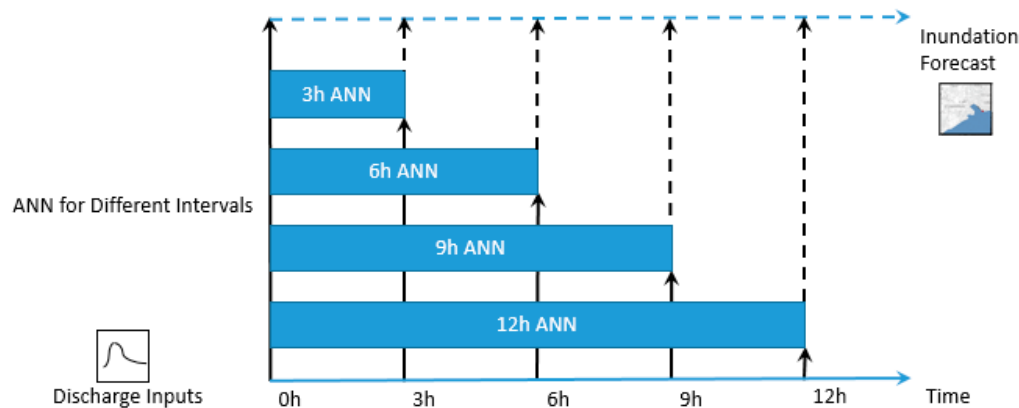 Inundation
Forecast
3h ANN
6h ANN
ANN for Different Intervals
9h ANN
12h ANN
Discharge Inputs
0h
3h
6h
9h
12h
Time